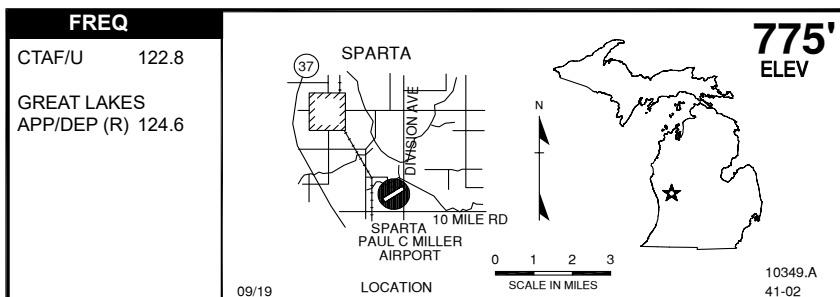 FREQ
CTAF/U 122.8
GREAT LAKES
APP/DEP (R) 124.6
SPARTA
37
DIVISION AVE
10 MILE RD
SPARTA
PAUL C MILLER
AIRPORT
09/19
LOCATION
N
0 1 2 3
SCALE IN MILES
775'
ELEV
10349.A
41-02